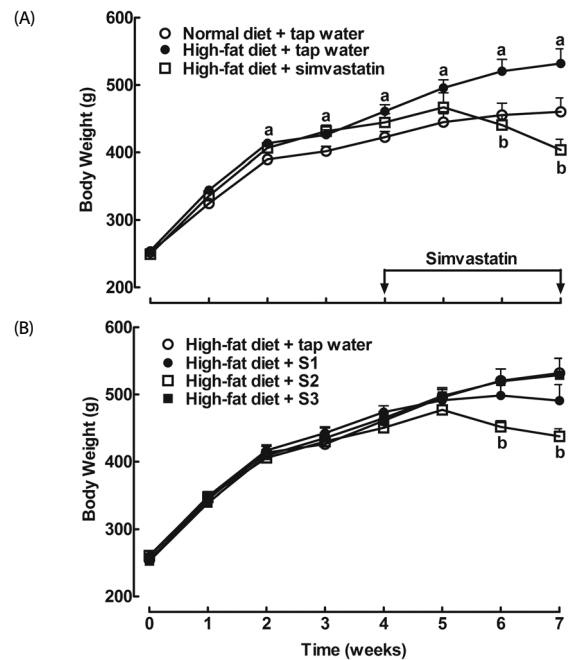 (A)
600
500
400
300
200
Body Weight (g)
Normal diet + tap water
High-fat diet + tap water
High-fat diet + simvastatin
a a a a a a
b b
Simvastatin
(B)
600
500
400
300
200
Body Weight (g)
High-fat diet + tap water
High-fat diet + S1
High-fat diet + S2
High-fat diet + S3
b b
0 1 2 3 4 5 6 7
Time (weeks)